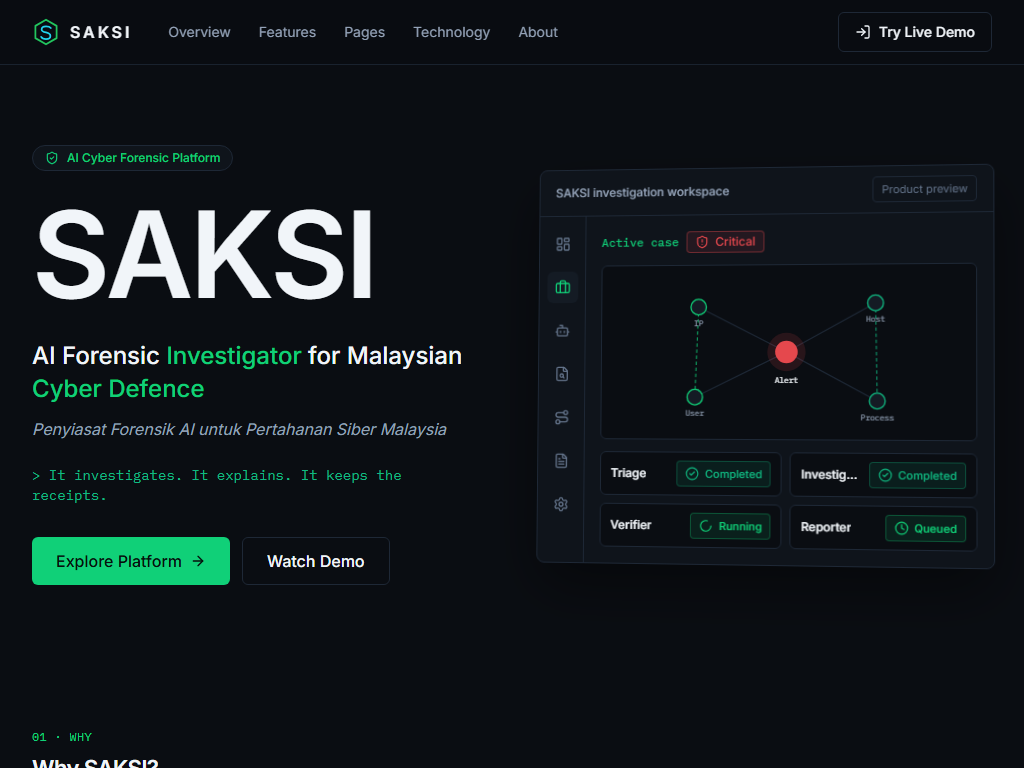 SAKSI
Overview
Features
Pages
Technology
About
Try Live Demo
AI Cyber Forensic Platform
SAKSI
AI Forensic Investigator for Malaysian
Cyber Defence
Penyiasat Forensik AI untuk Pertahanan Siber Malaysia
> It investigates. It explains. It keeps the
receipts.
Explore Platform
Watch Demo
SAKSI investigation workspace
Product preview
Active case
Critical
IP
Host
Alert
User
Process
Triage
Completed
Investig...
Completed
Verifier
Running
Reporter
Queued
01 · WHY
Why SAKSI?